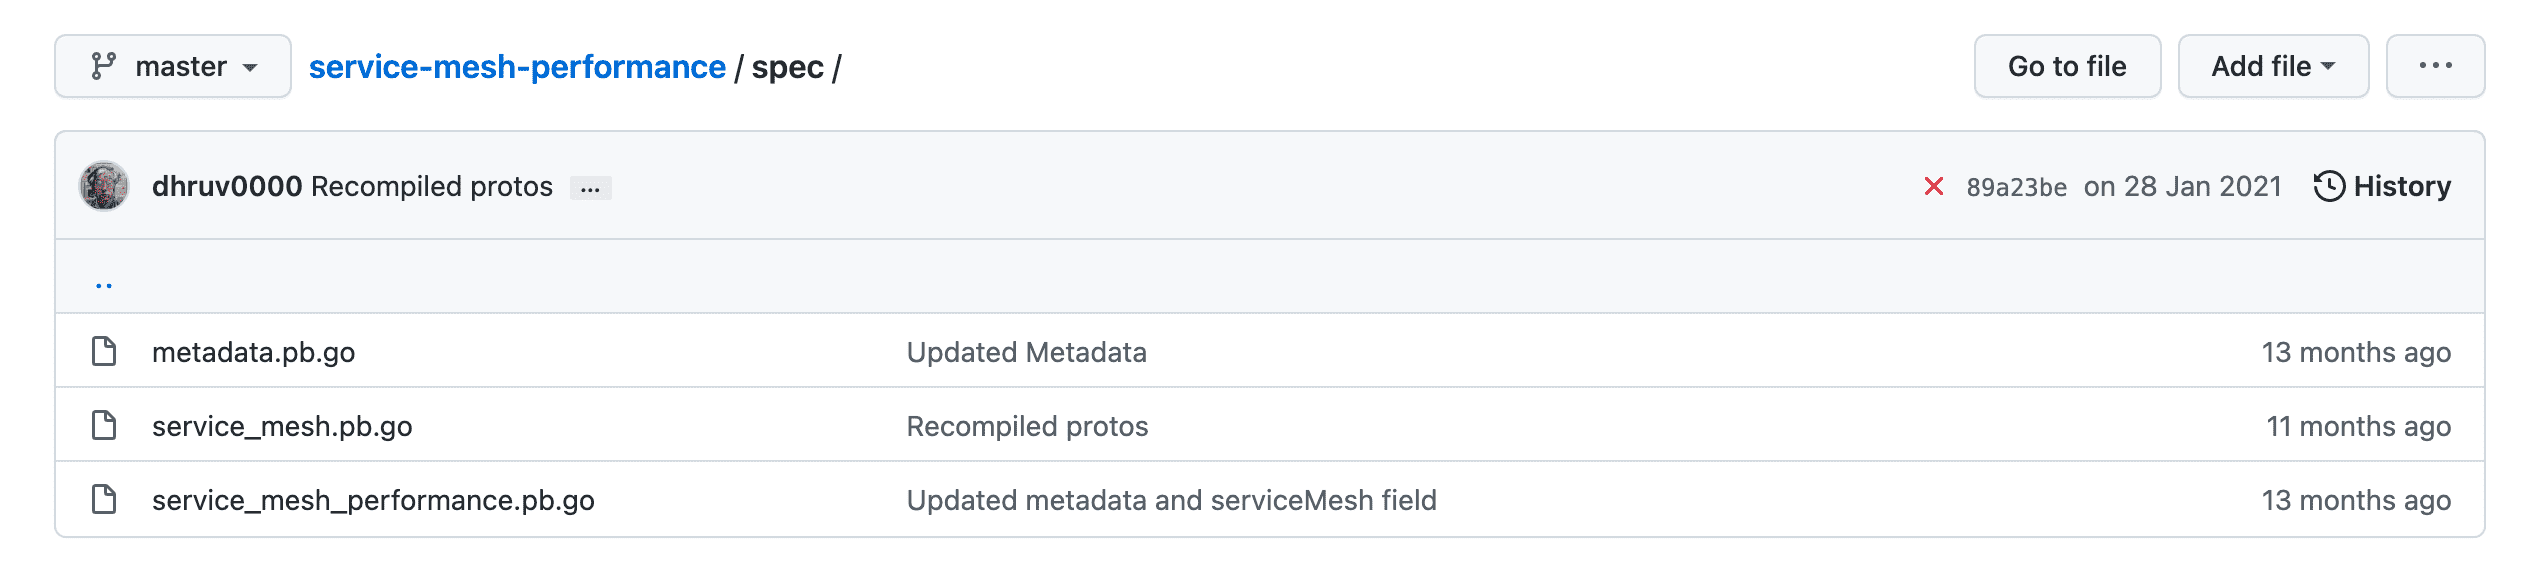 master service-mesh-performance / spec / Go to file Add file ...
dhruv0000 Recompiled protos ... 89a23be on 28 Jan 2021 History
..
metadata.pb.go Updated Metadata 13 months ago
service_mesh.pb.go Recompiled protos 11 months ago
service_mesh_performance.pb.go Updated metadata and serviceMesh field 13 months ago